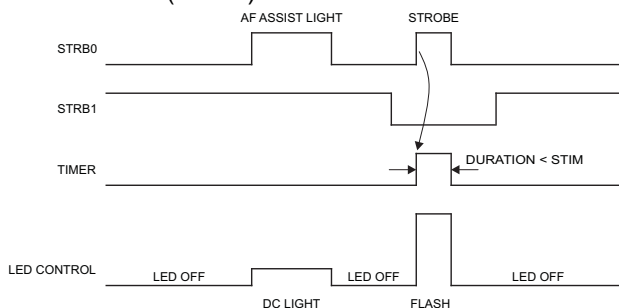 AF ASSIST LIGHT STROBE
STRB0
STRB1
TIMER
DURATION < STIM
LED CONTROL
LED OFF LED OFF LED OFF
DC LIGHT FLASH